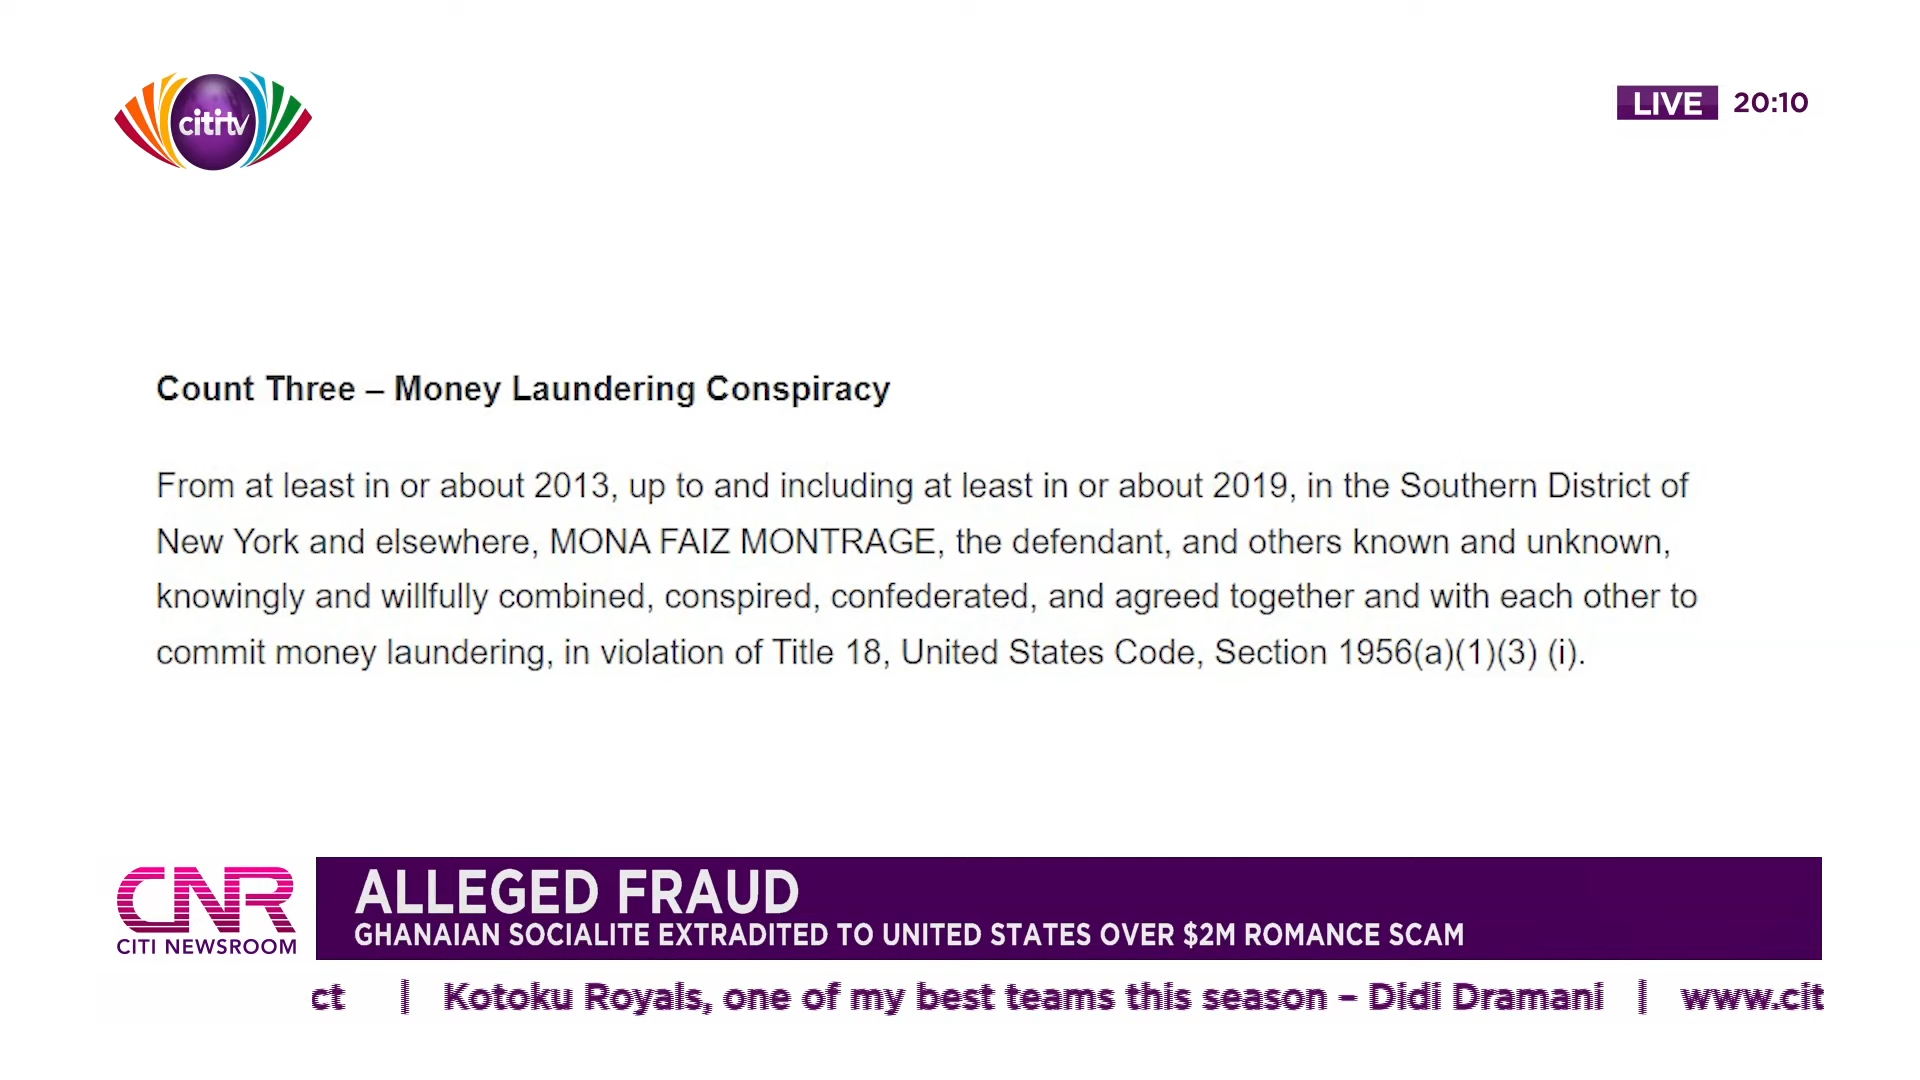 citi tv
LIVE 20:10
Count Three – Money Laundering Conspiracy
From at least in or about 2013, up to and including at least in or about 2019, in the Southern District of
New York and elsewhere, MONA FAIZ MONTRAGE, the defendant, and others known and unknown,
knowingly and willfully combined, conspired, confederated, and agreed together and with each other to
commit money laundering, in violation of Title 18, United States Code, Section 1956(a)(1)(3) (i).
CNR
CITI NEWSROOM
ALLEGED FRAUD
GHANAIAN SOCIALITE EXTRADITED TO UNITED STATES OVER $2M ROMANCE SCAM
ct | Kotoku Royals, one of my best teams this season – Didi Dramani | www.cit